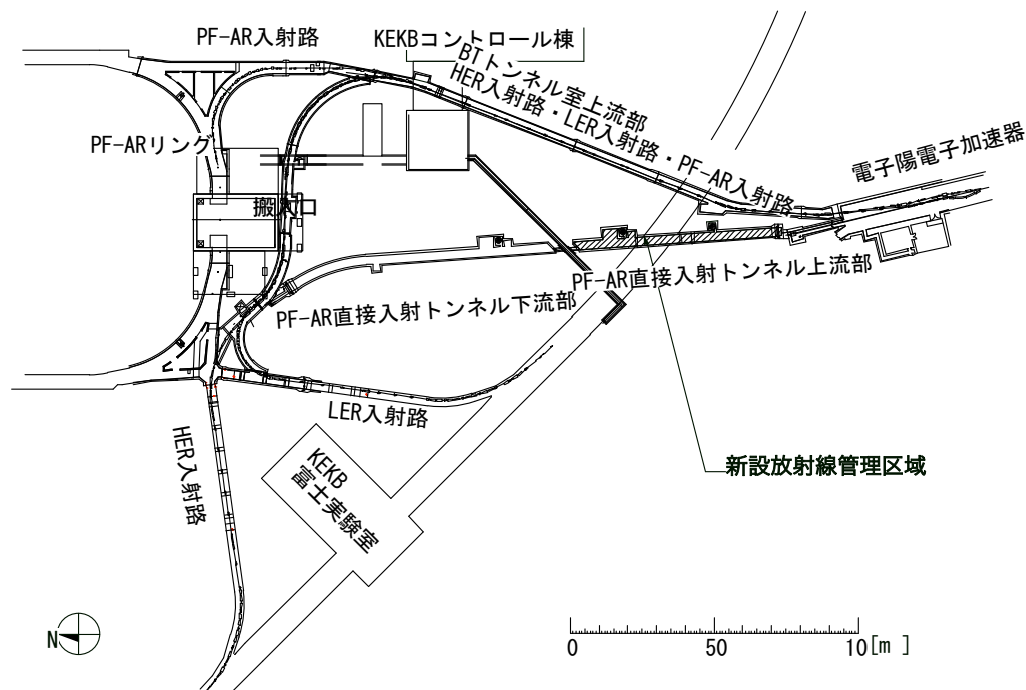 PF-AR入射路
KEKBコントロール棟
BTトンネル室上流部
HER入射路・LER入射路・PF-AR入射路
PF-ARリング
電子陽電子加速器
搬
PF-AR直接入射トンネル上流部
PF-AR直接入射トンネル下流部
LER入射路
HER入射路
KEKB
富士実験室
新設放射線管理区域
N
0 50 10[m ]